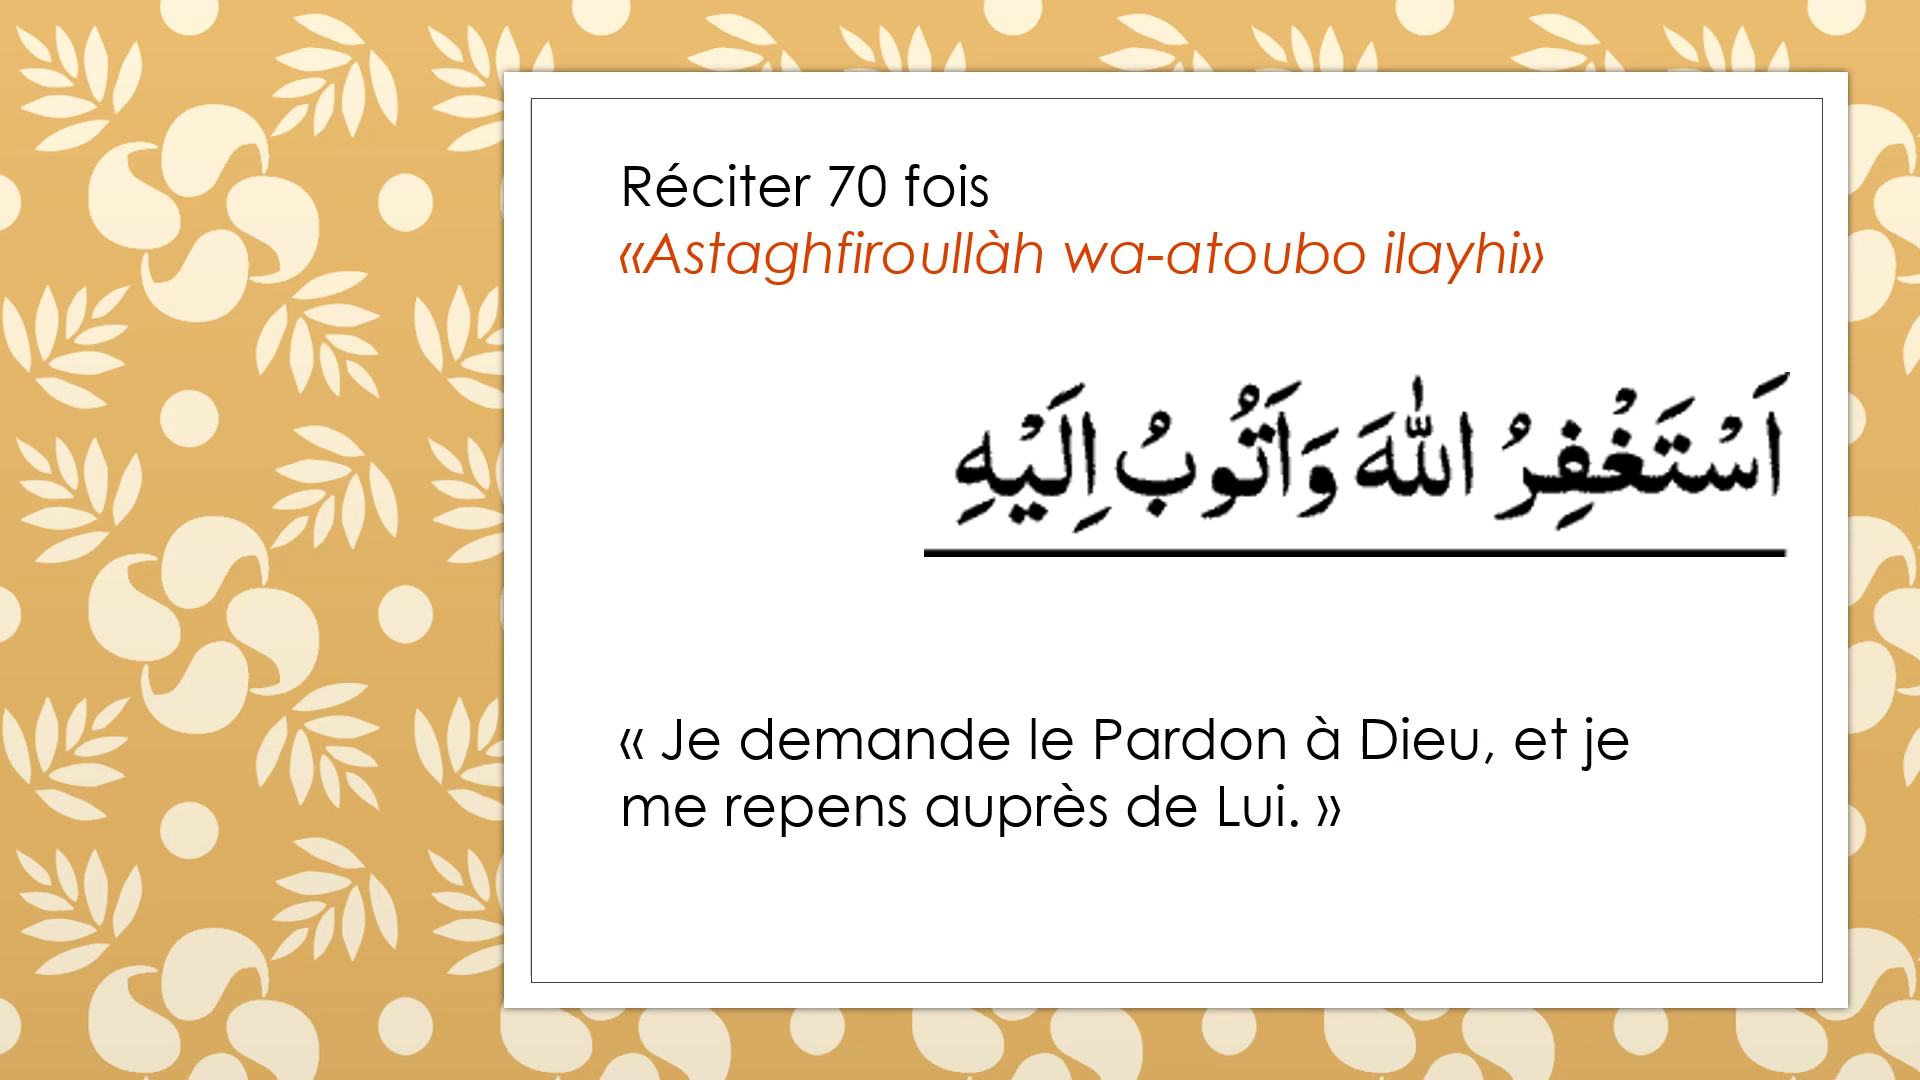 Réciter 70 fois
«Astaghfiroullàh wa-atoubo ilayhi»
اَسْتَغْفِرُ اللّٰهَ وَاَتُوبُ اِلَيْهِ
« Je demande le Pardon à Dieu, et je
me repens auprès de Lui. »